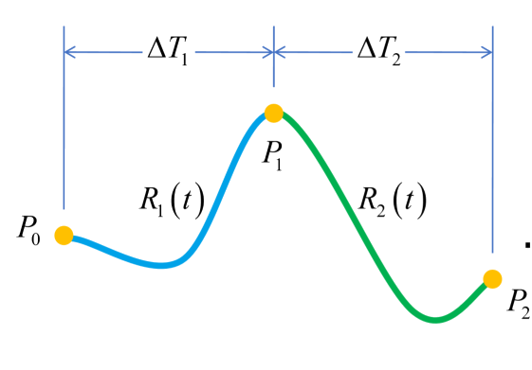 ΔT₁ ΔT₂
P₁
R₁(t) R₂(t)
P₀
P₂